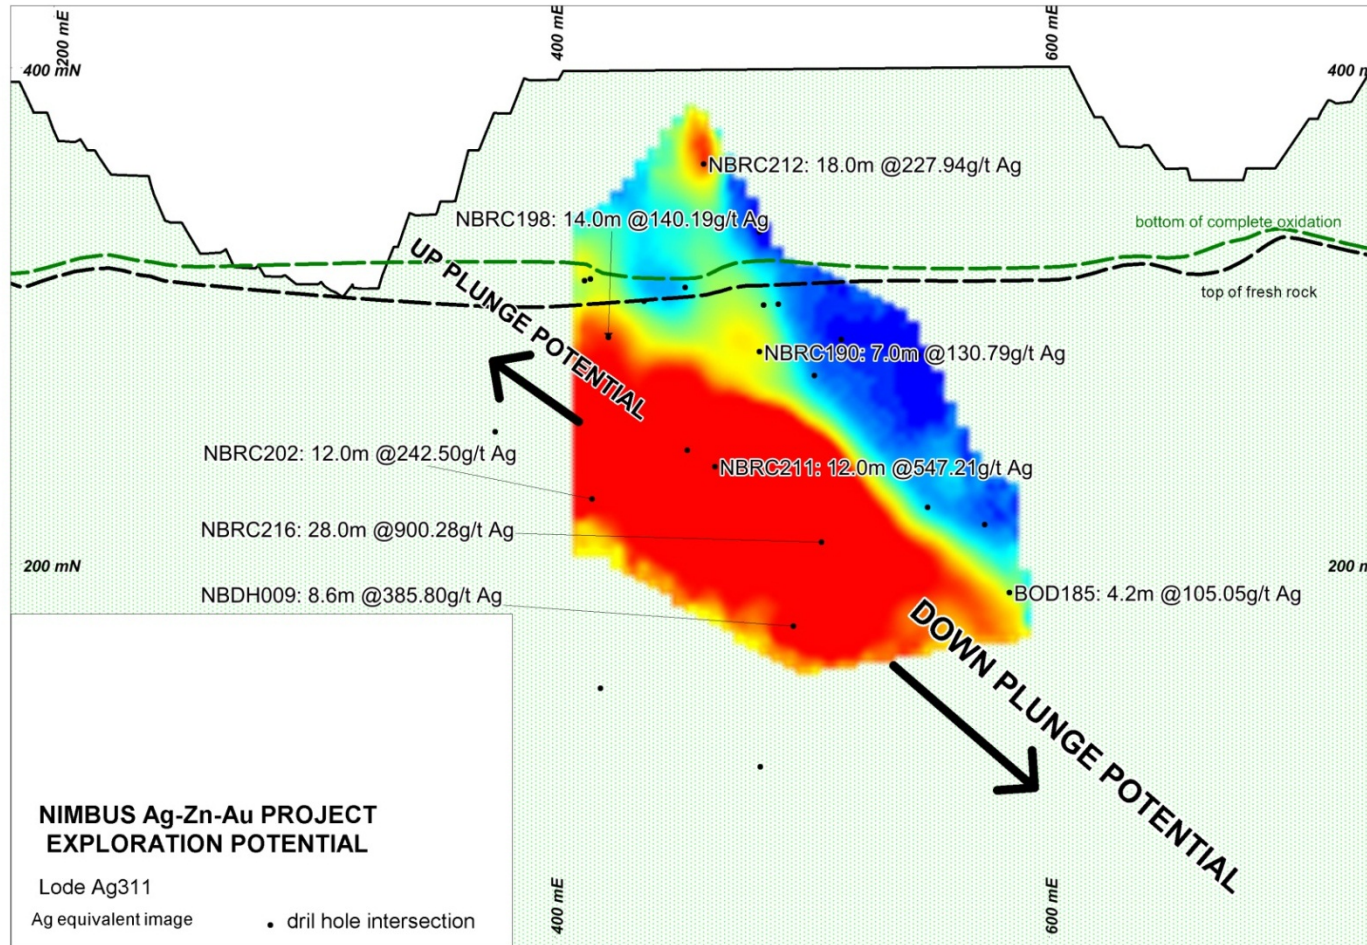 200 mE
400 mE
600 mE
400 mN
400 m
NBRC212: 18.0m @227.94g/t Ag
NBRC198: 14.0m @140.19g/t Ag
bottom of complete oxidation
UP PLUNGE POTENTIAL
top of fresh rock
NBRC190: 7.0m @130.79g/t Ag
NBRC202: 12.0m @242.50g/t Ag
NBRC211: 12.0m @547.21g/t Ag
NBRC216: 28.0m @900.28g/t Ag
200 mN
200 m
NBDH009: 8.6m @385.80g/t Ag
BOD185: 4.2m @105.05g/t Ag
DOWN PLUNGE POTENTIAL
NIMBUS Ag-Zn-Au PROJECT
EXPLORATION POTENTIAL
Lode Ag311
Ag equivalent image
dril hole intersection
400 mE
600 mE